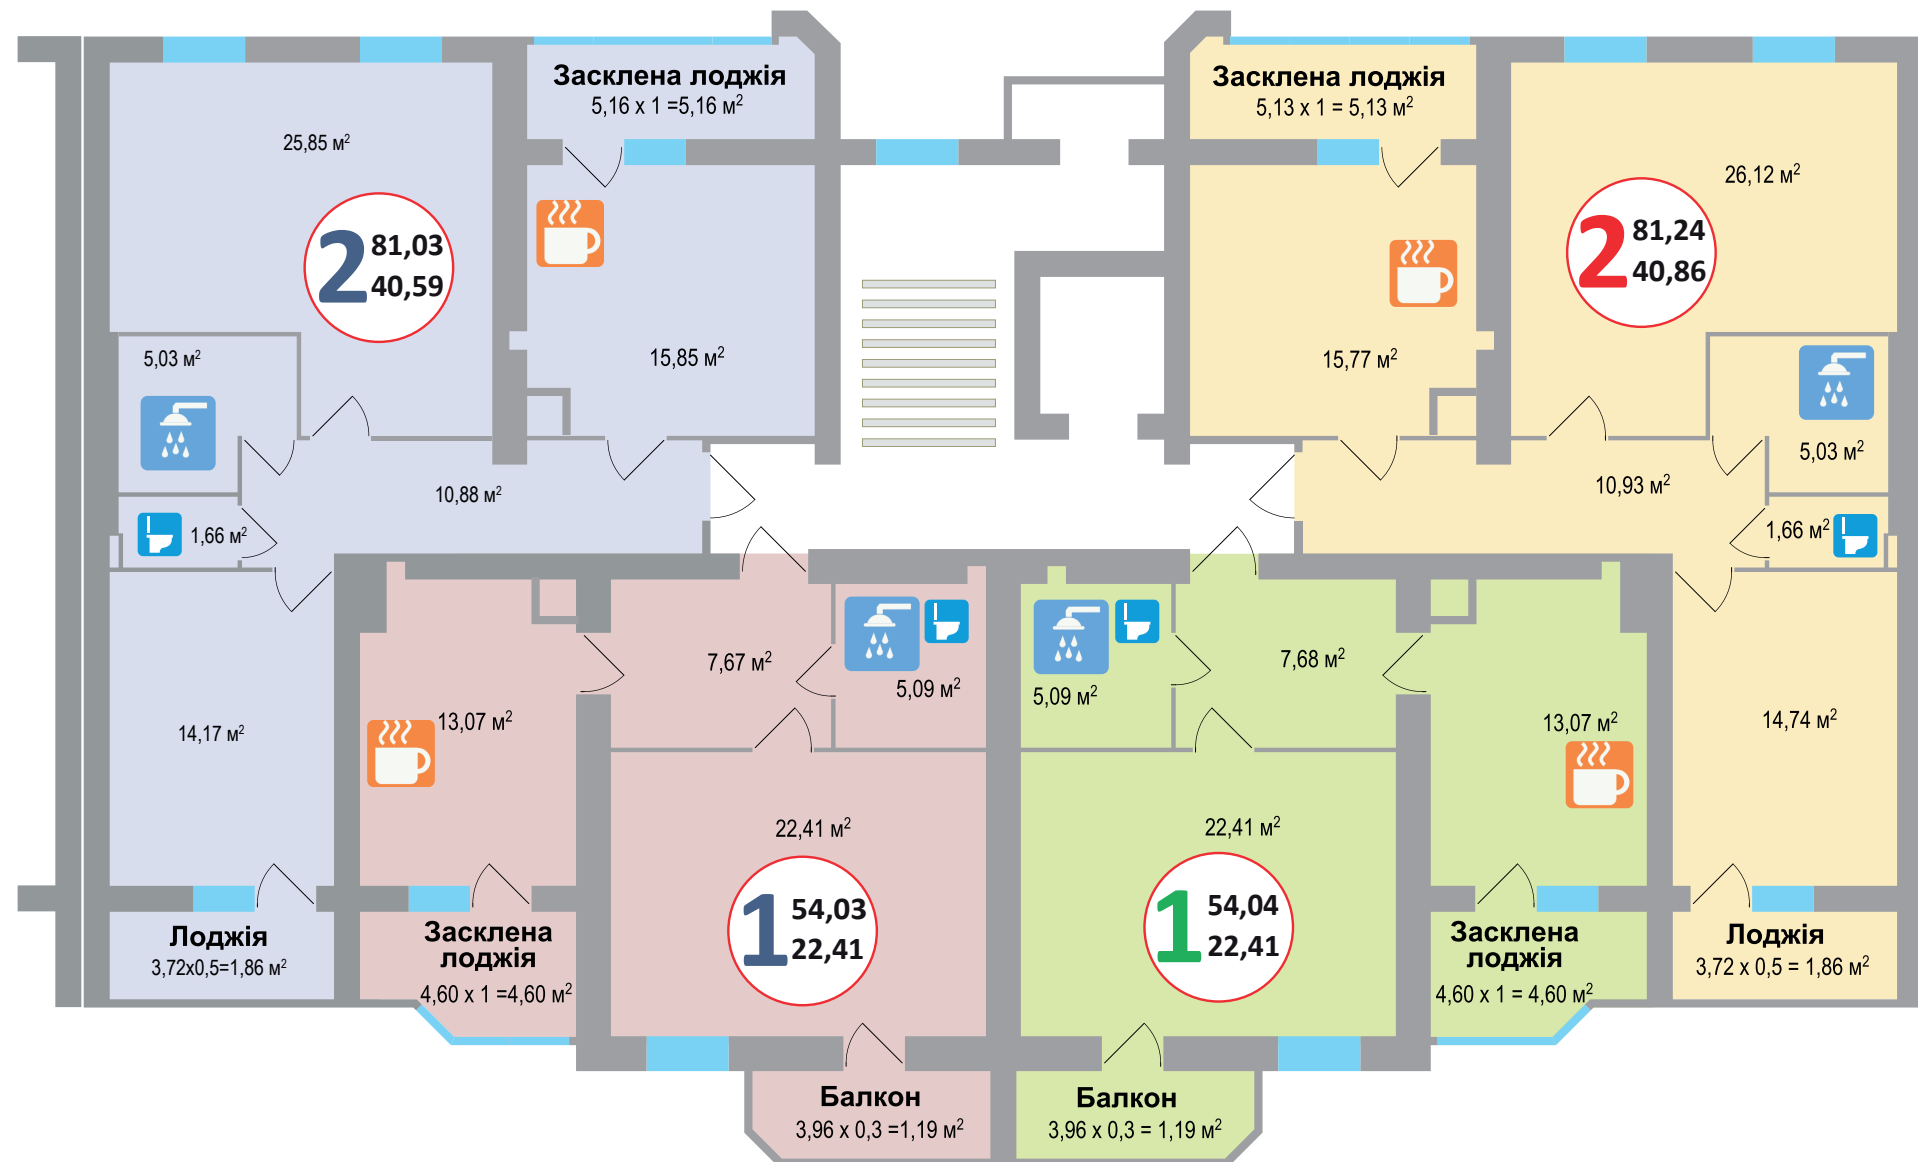 Засклена лоджія
5,16 x 1 =5,16 м²
25,85 м²
2 81,03
40,59
15,85 м²
5,03 м²
10,88 м²
1,66 м²
14,17 м²
Лоджія
3,72x0,5=1,86 м²
Засклена лоджія
5,13 x 1 = 5,13 м²
26,12 м²
2 81,24
40,86
15,77 м²
5,03 м²
10,93 м²
1,66 м²
14,74 м²
Лоджія
3,72 x 0,5 = 1,86 м²
7,67 м²
5,09 м²
13,07 м²
22,41 м²
1 54,03
22,41
Засклена
лоджія
4,60 x 1 =4,60 м²
Балкон
3,96 x 0,3 =1,19 м²
5,09 м²
7,68 м²
13,07 м²
22,41 м²
1 54,04
22,41
Засклена
лоджія
4,60 x 1 = 4,60 м²
Балкон
3,96 x 0,3 = 1,19 м²